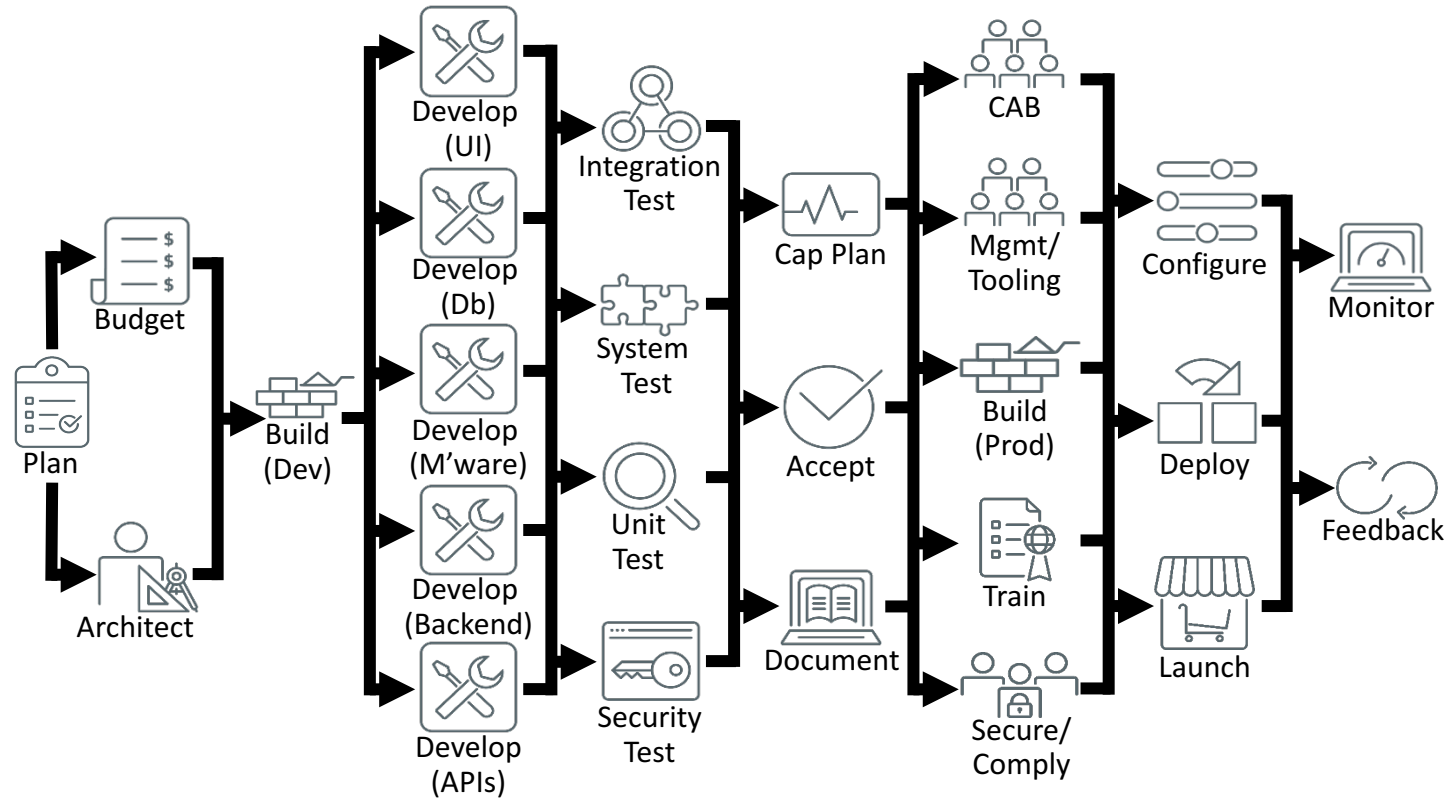 Plan
$
$
$
Budget
Architect
Build
(Dev)
Develop
(UI)
Develop
(Db)
Develop
(M’ware)
Develop
(Backend)
Develop
(APIs)
Integration
Test
System
Test
Unit
Test
Security
Test
Cap Plan
Accept
Document
CAB
Mgmt/
Tooling
Build
(Prod)
Train
Secure/
Comply
Configure
Deploy
Launch
Monitor
Feedback